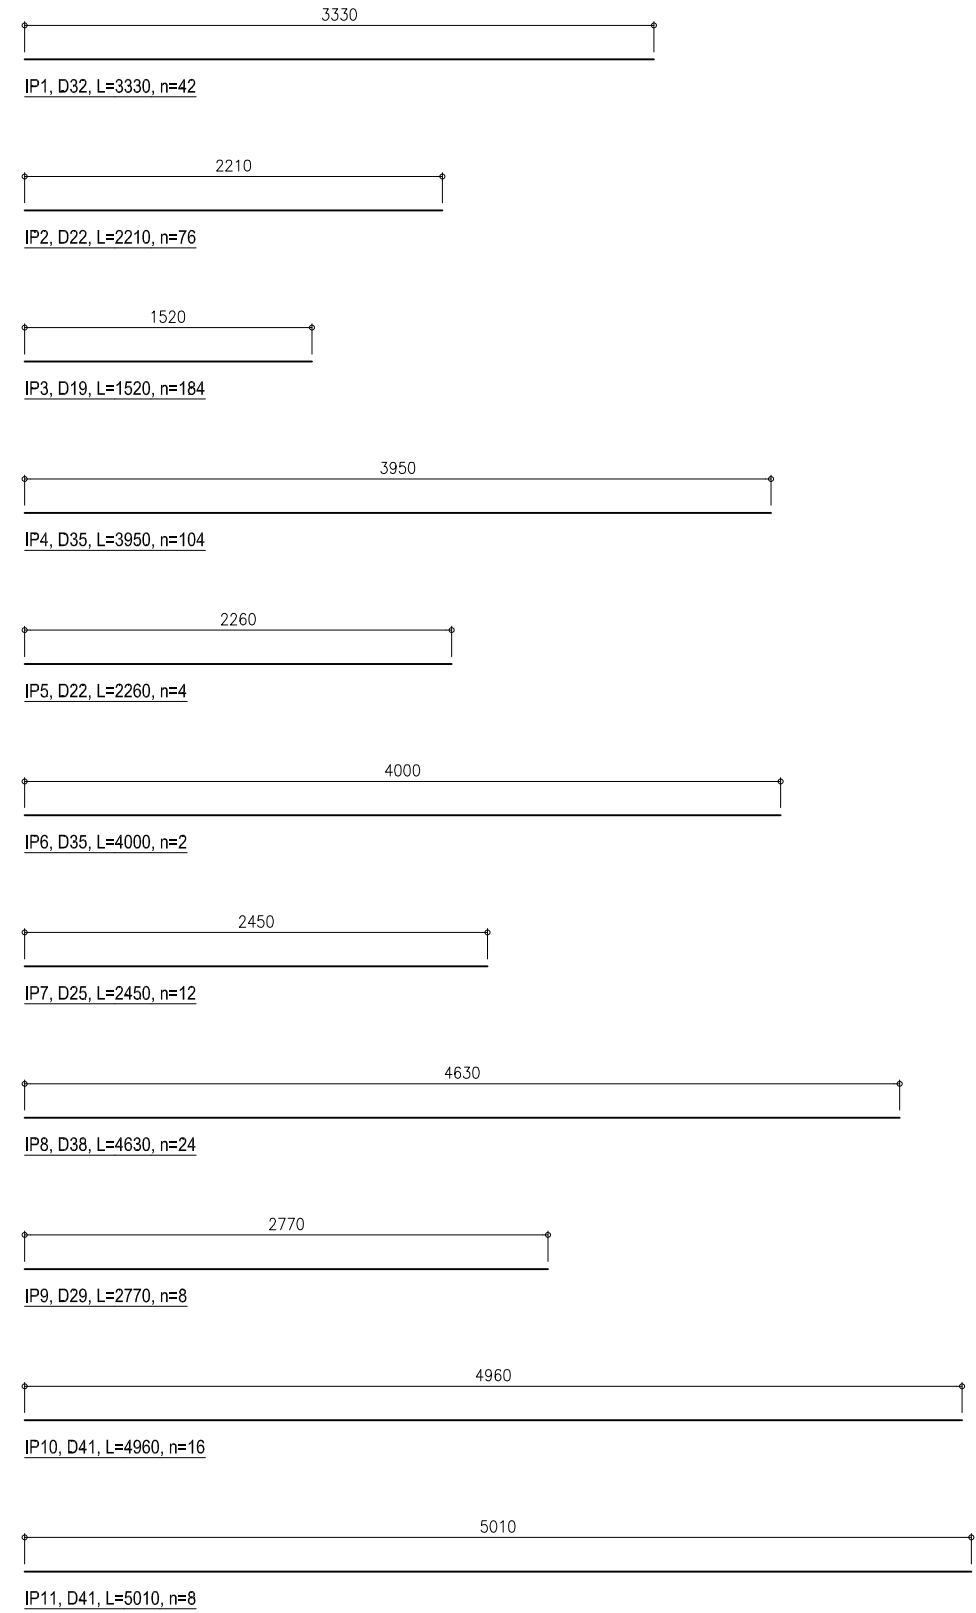 3330
IP1, D32, L=3330, n=42
2210
IP2, D22, L=2210, n=76
1520
IP3, D19, L=1520, n=184
3950
IP4, D35, L=3950, n=104
2260
IP5, D22, L=2260, n=4
4000
IP6, D35, L=4000, n=2
2450
IP7, D25, L=2450, n=12
4630
IP8, D38, L=4630, n=24
2770
IP9, D29, L=2770, n=8
4960
IP10, D41, L=4960, n=16
5010
IP11, D41, L=5010, n=8